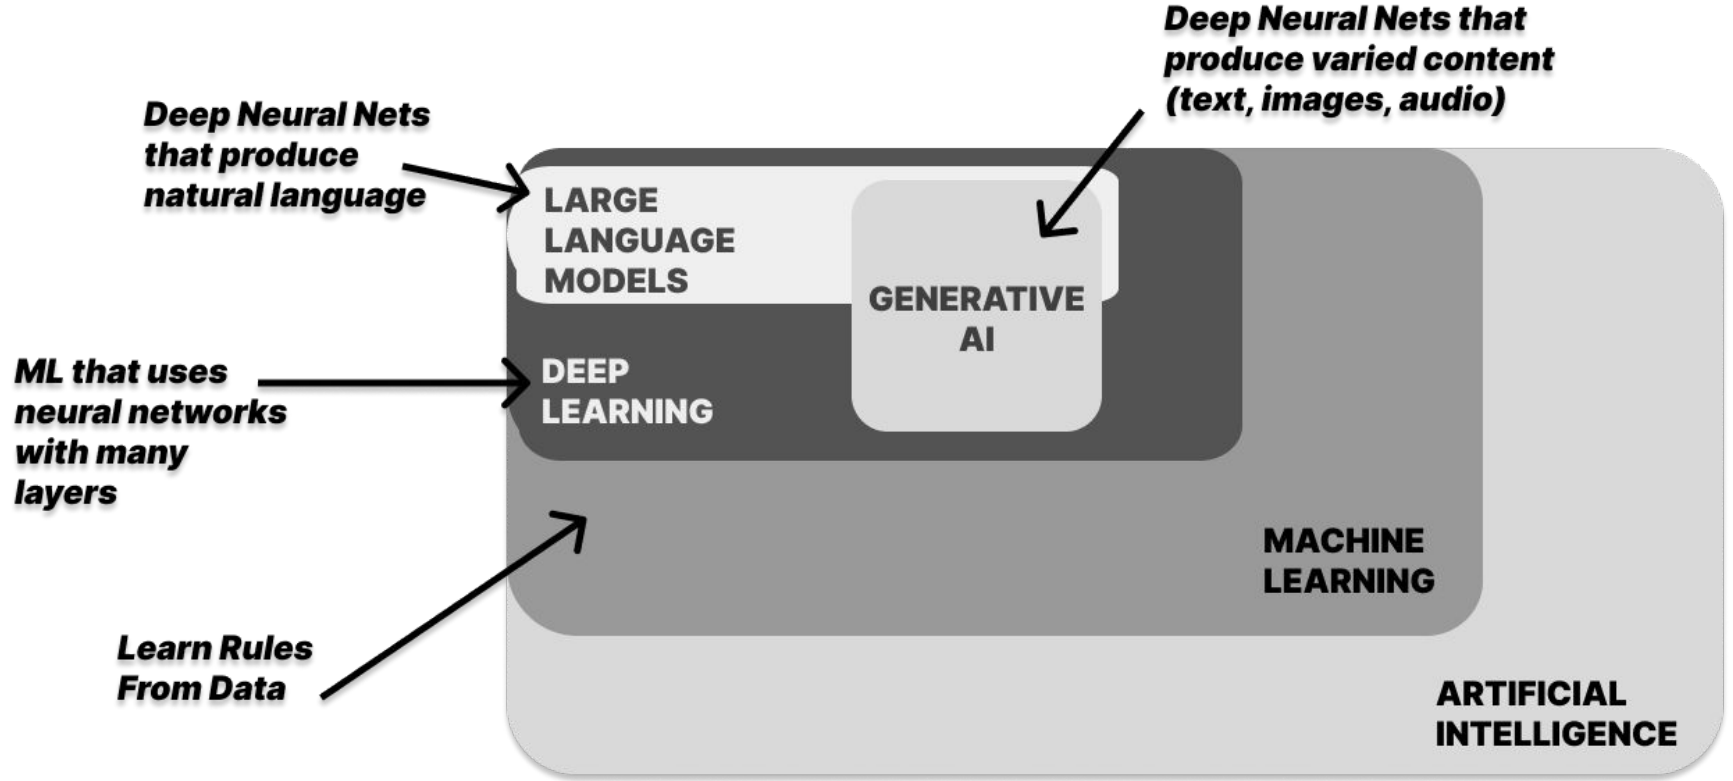 Deep Neural Nets that
produce varied content
(text, images, audio)
Deep Neural Nets
that produce
natural language
LARGE
LANGUAGE
MODELS
GENERATIVE
AI
ML that uses
neural networks
with many
layers
DEEP
LEARNING
MACHINE
LEARNING
Learn Rules
From Data
ARTIFICIAL
INTELLIGENCE